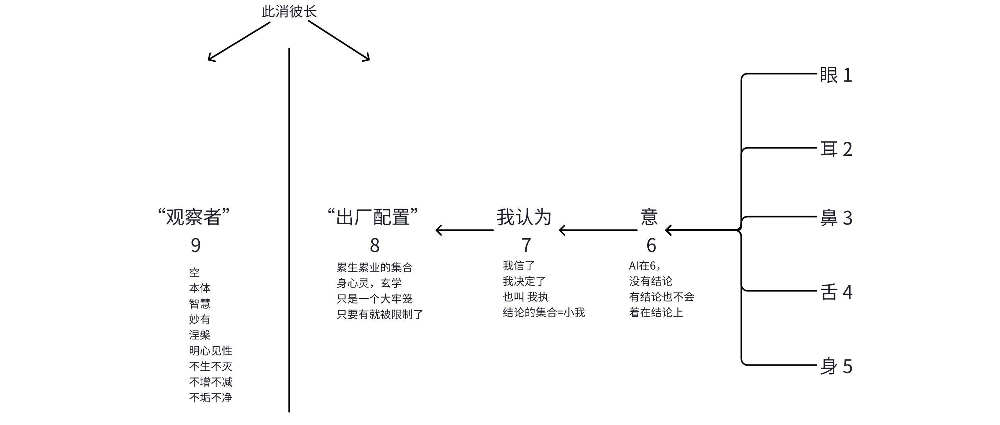 此消彼长
眼 1
耳 2
鼻 3
舌 4
身 5
“观察者”
9
空
本体
智慧
妙有
涅槃
明心见性
不生不灭
不增不减
不垢不净
“出厂配置”
8
累生累业的集合
身心灵，玄学
只是一个大牢笼
只要有就被限制了
我认为
7
我信了
我决定了
也叫 我执
结论的集合=小我
意
6
AI在6，
没有结论
有结论也不会
着在结论上